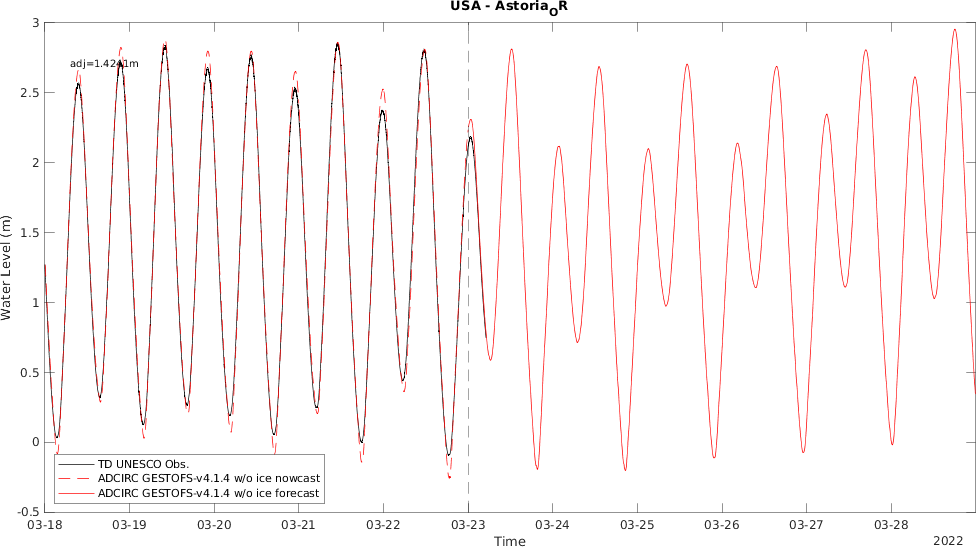 USA - Astoria_OR
3
adj=1.4241m
2.5
2
1.5
1
0.5
0
-0.5
Water Level (m)
TD UNESCO Obs.
ADCIRC GESTOFS-v4.1.4 w/o ice nowcast
ADCIRC GESTOFS-v4.1.4 w/o ice forecast
03-18 03-19 03-20 03-21 03-22 03-23 03-24 03-25 03-26 03-27 03-28
Time
2022